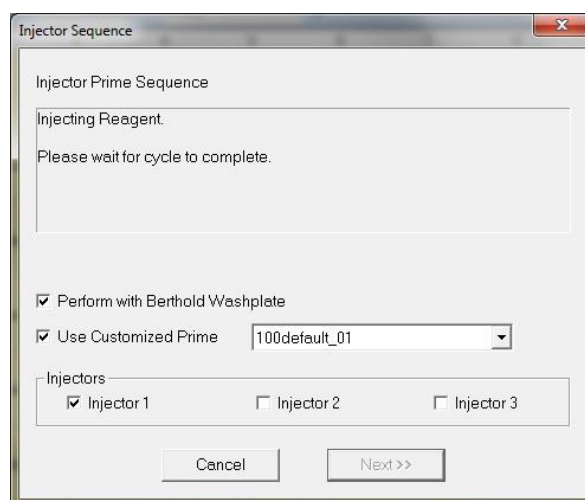 Injector Sequence
Injector Prime Sequence
Injecting Reagent.
Please wait for cycle to complete.
Perform with Berthold Washplate
Use Customized Prime 100default_01
Injectors
Injector 1 Injector 2 Injector 3
Cancel Next >>